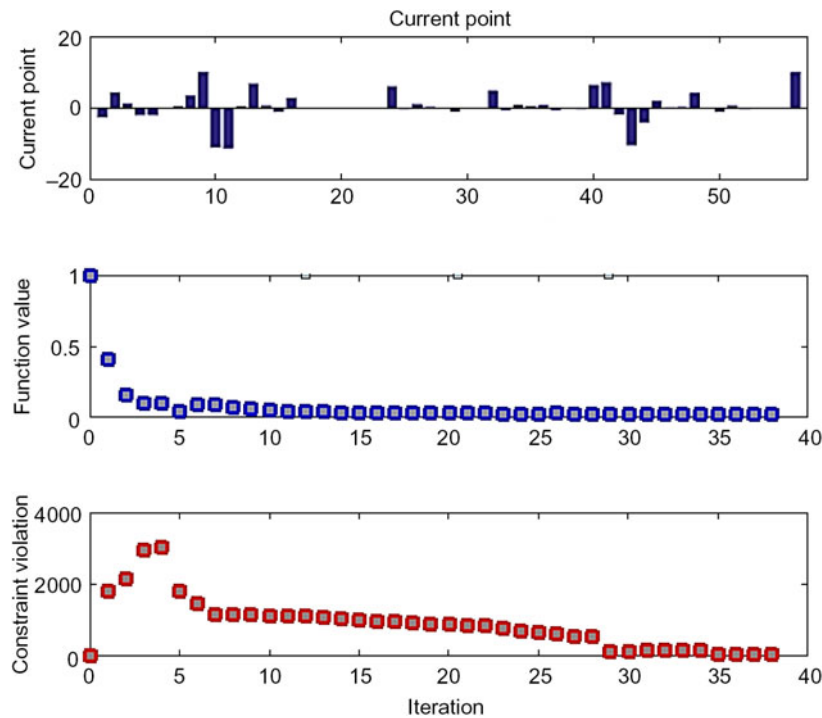 Current point
Current point
20
0
–20
0 10 20 30 40 50
Function value
1
0.5
0
0 5 10 15 20 25 30 35 40
Constraint violation
4000
2000
0
0 5 10 15 20 25 30 35 40
Iteration